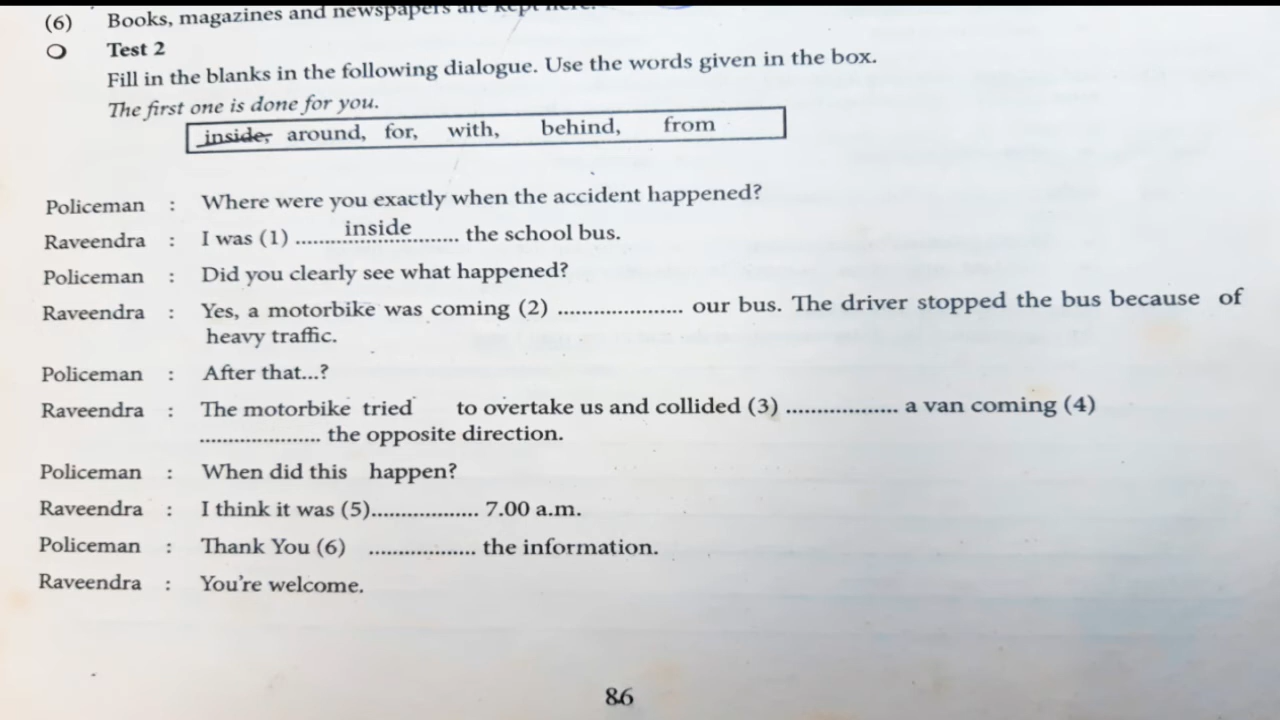 (6) Books, magazines and newspapers are kept here.
Test 2
Fill in the blanks in the following dialogue. Use the words given in the box.
The first one is done for you.
inside, around, for, with, behind, from
Policeman : Where were you exactly when the accident happened?
Raveendra : I was (1) .......... inside .......... the school bus.
Policeman : Did you clearly see what happened?
Raveendra : Yes, a motorbike was coming (2) ..................... our bus. The driver stopped the bus because of
heavy traffic.
Policeman : After that...?
Raveendra : The motorbike tried to overtake us and collided (3) .................. a van coming (4)
...................... the opposite direction.
Policeman : When did this happen?
Raveendra : I think it was (5).................. 7.00 a.m.
Policeman : Thank You (6) .................. the information.
Raveendra : You're welcome.
86